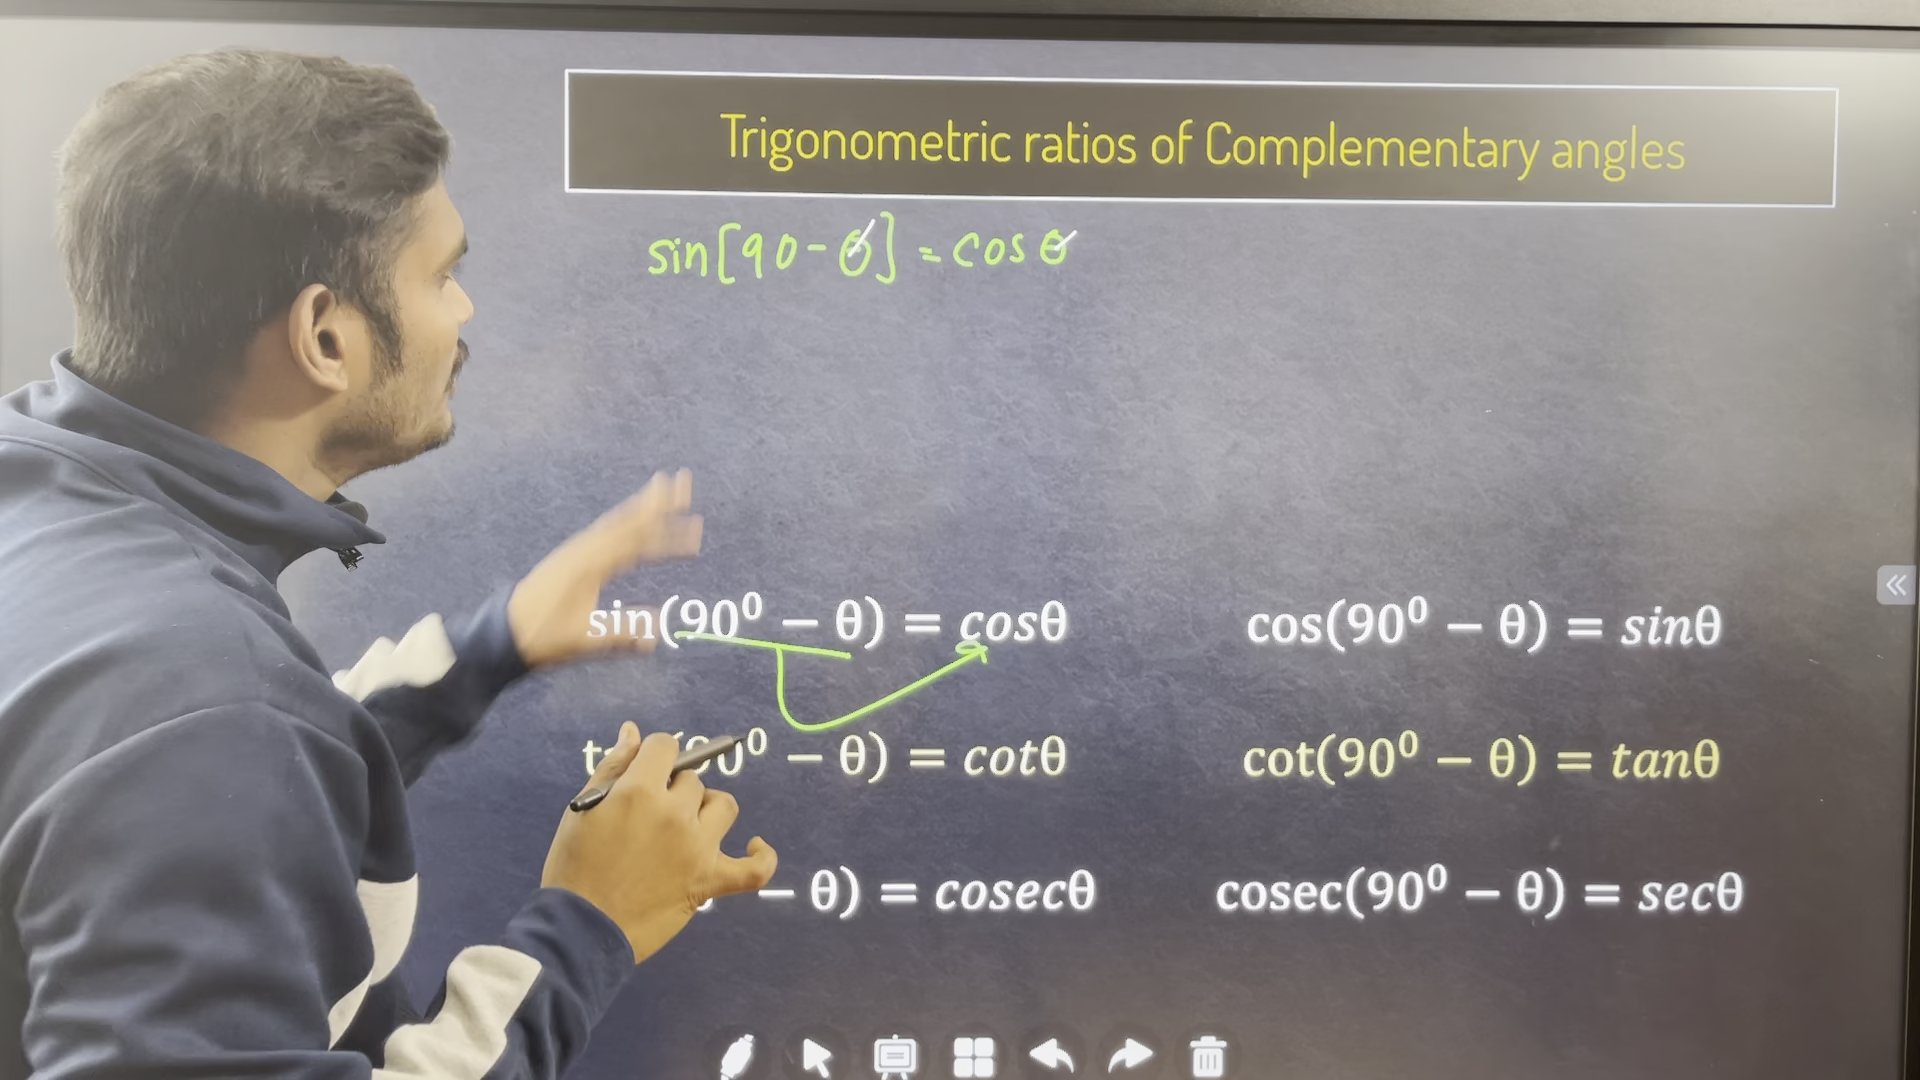 Trigonometric ratios of Complementary angles
sin[90-θ] = cos θ
sin(90⁰ − θ) = cosθ
cos(90⁰ − θ) = sinθ
0⁰ − θ) = cotθ
cot(90⁰ − θ) = tanθ
− θ) = cosecθ
cosec(90⁰ − θ) = secθ